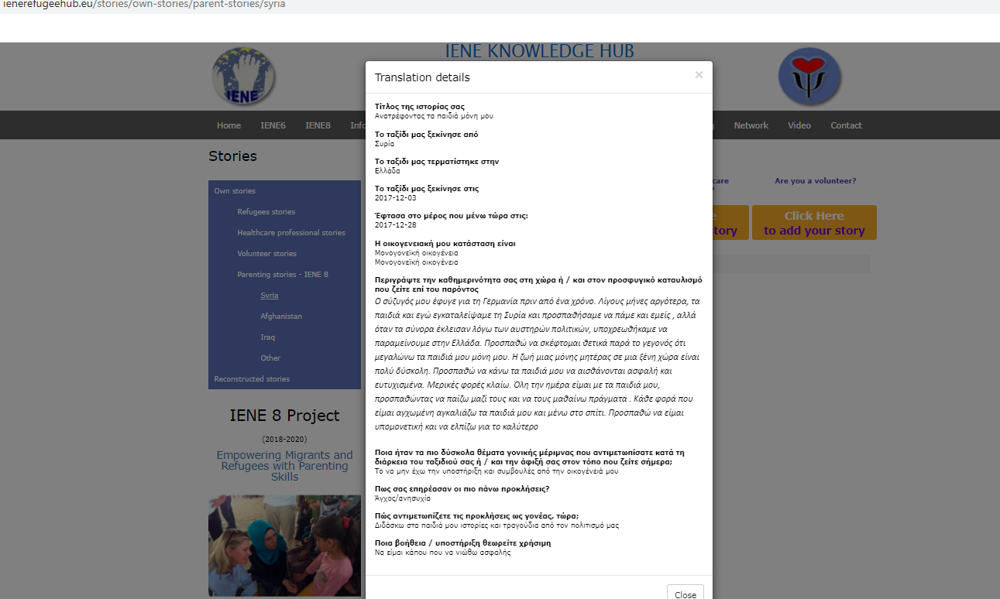 ienerefugeehub.eu/stories/own-stories/parent-stories/syria
IENE KNOWLEDGE HUB
IENE
Home IENE6 IENE8 Network Video Contact
Translation details
×
Τίτλος της ιστορίας σας
Ανατρέφοντας τα παιδιά μόνη μου
Το ταξίδι μας ξεκίνησε από
Συρία
Το ταξιδι μας τερματίστηκε στην
Ελλάδα
Το ταξίδι μας ξεκίνησε στις
2017-12-03
Έφτασα στο μέρος που μένω τώρα στις:
2017-12-28
Η οικογενειακή μου κατάσταση είναι
Μονογονεϊκή οικογένεια
Μονογονεϊκή οικογένεια
Περιγράψτε την καθημερινότητα σας στη χώρα ή / και στον προσφυγικό καταυλισμό
που ζείτε επί του παρόντος
Ο σύζυγός μου έφυγε για τη Γερμανία πριν από ένα χρόνο. Λίγους μήνες αργότερα, τα
παιδιά και εγώ εγκαταλείψαμε τη Συρία και προσπαθήσαμε να πάμε και εμείς , αλλά
όταν τα σύνορα έκλεισαν λόγω των αυστηρών πολιτικών, υποχρεωθήκαμε να
παραμείνουμε στην Ελλάδα. Προσπαθώ να σκέφτομαι θετικά παρά το γεγονός ότι
μεγαλώνω τα παιδιά μου μόνη μου. Η ζωή μιας μόνης μητέρας σε μια ξένη χώρα είναι
πολύ δύσκολη. Προσπαθώ να κάνω τα παιδιά μου να αισθάνονται ασφαλή και
ευτυχισμένα. Μερικές φορές κλαίω. Όλη την ημέρα είμαι με τα παιδιά μου,
προσπαθώντας να παίζω μαζί τους και να τους μαθαίνω πράγματα . Κάθε φορά που
είμαι αγχωμένη αγκαλιάζω τα παιδιά μου και μένω στο σπίτι. Προσπαθώ να είμαι
υπομονετική και να ελπίζω για το καλύτερο
Ποια ήταν τα πιο δύσκολα θέματα γονικής μέριμνας που αντιμετωπίσατε κατά τη
διάρκεια του ταξιδιού σας ή / και την άφιξή σας στον τόπο που ζείτε σήμερα;
Το να μην έχω την υποστήριξη και συμβουλές από την οικογένειά μου
Πως σας επηρέασαν οι πιο πάνω προκλήσεις?
Άγχος/ανησυχία
Πώς αντιμετωπίζετε τις προκλήσεις ως γονέας, τώρα;
Διδάσκω στα παιδιά μου ιστορίες και τραγούδια από τον πολιτισμό μας
Ποια βοήθεια / υποστήριξη θεωρείτε χρήσιμη
Να είμαι κάπου που να νιώθω ασφαλής
Close
Stories
Own stories
Refugees stories
Healthcare professional stories
Volunteer stories
Parenting stories - IENE 8
Syria
Afghanistan
Iraq
Other
Reconstructed stories
IENE 8 Project
(2018-2020)
Empowering Migrants and
Refugees with Parenting
Skills
Are you a volunteer?
Click Here
to add your story